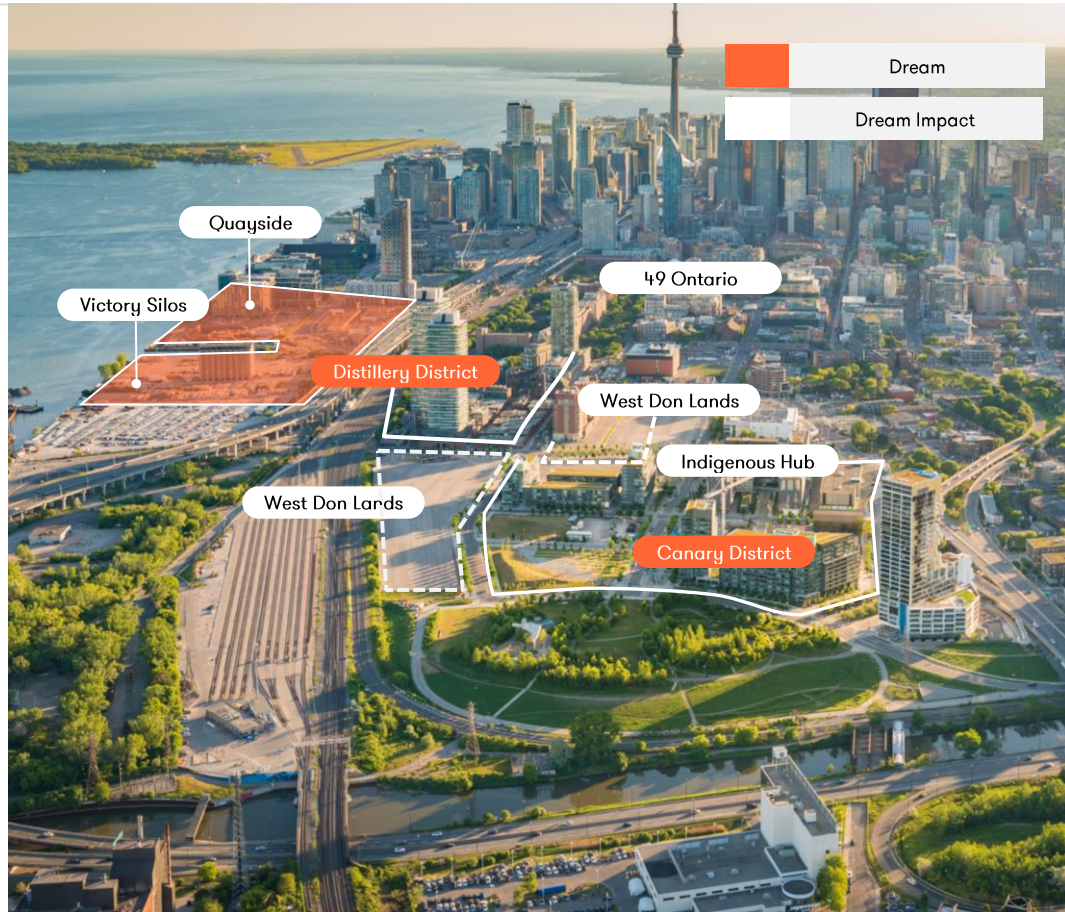 Dream
Dream Impact
Quayside
Victory Silos
49 Ontario
Distillery District
West Don Lands
Indigenous Hub
West Don Lands
Canary District